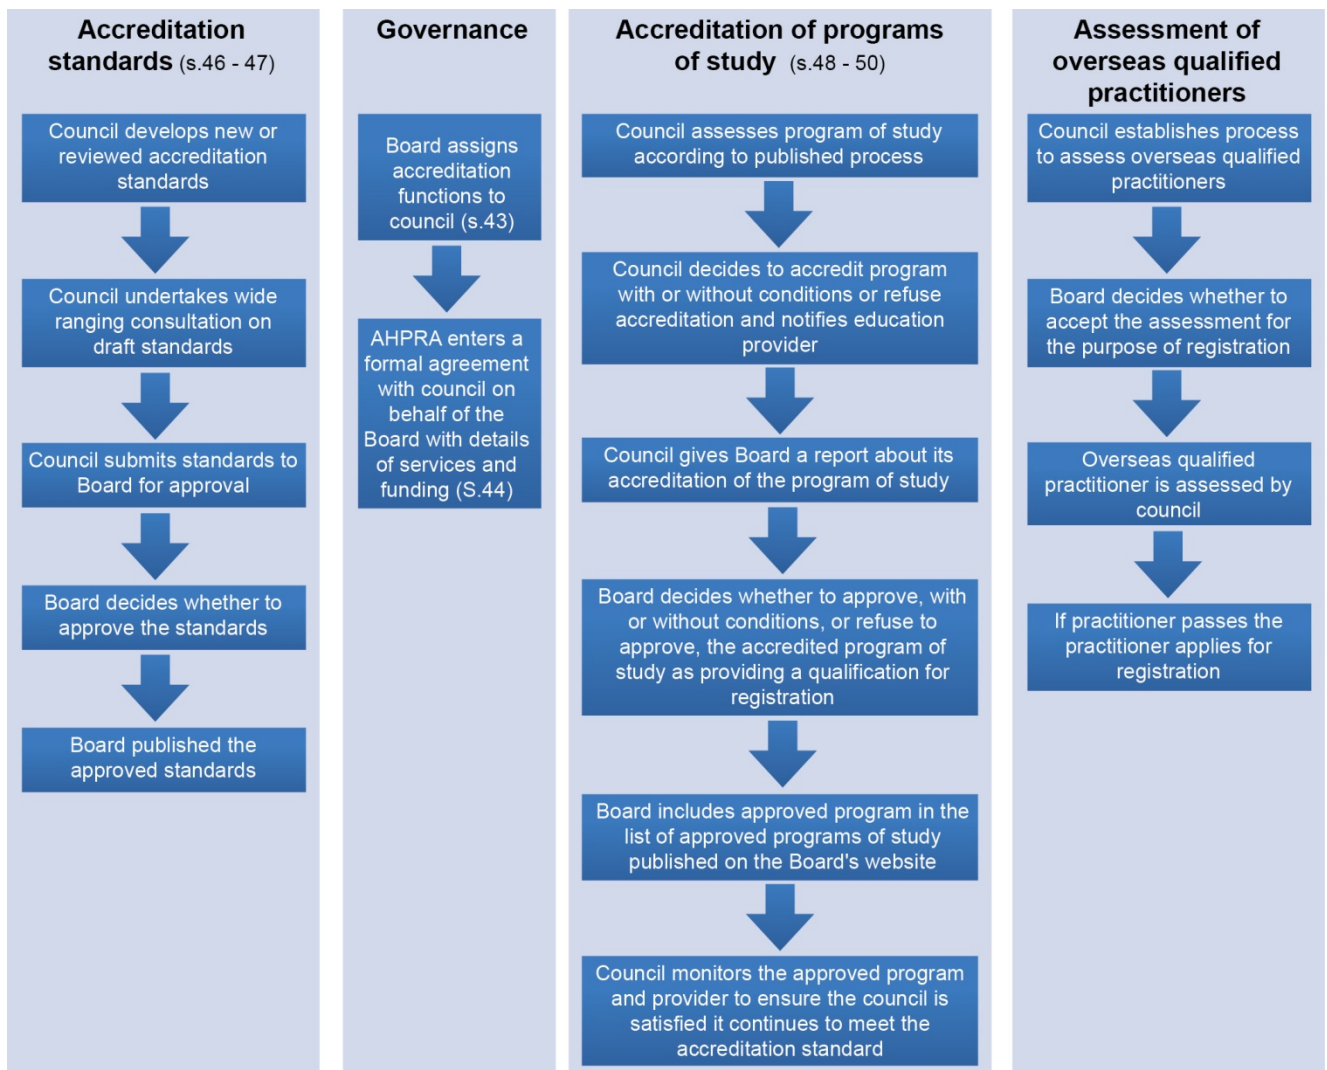 Accreditation
standards (s.46 - 47)
Council develops new or
reviewed accreditation
standards
Council undertakes wide
ranging consultation on
draft standards
Council submits standards to
Board for approval
Board decides whether to
approve the standards
Board published the
approved standards
Governance
Board assigns
accreditation
functions to
council (s.43)
AHPRA enters a
formal agreement
with council on
behalf of the
Board with details
of services and
funding (S.44)
Accreditation of programs
of study (s.48 - 50)
Council assesses program of study
according to published process
Council decides to accredit program
with or without conditions or refuse
accreditation and notifies education
provider
Council gives Board a report about its
accreditation of the program of study
Board decides whether to approve, with
or without conditions, or refuse to
approve, the accredited program of
study as providing a qualification for
registration
Board includes approved program in the
list of approved programs of study
published on the Board's website
Council monitors the approved program
and provider to ensure the council is
satisfied it continues to meet the
accreditation standard
Assessment of
overseas qualified
practitioners
Council establishes process
to assess overseas qualified
practitioners
Board decides whether to
accept the assessment for
the purpose of registration
Overseas qualified
practitioner is assessed by
council
If practitioner passes the
practitioner applies for
registration